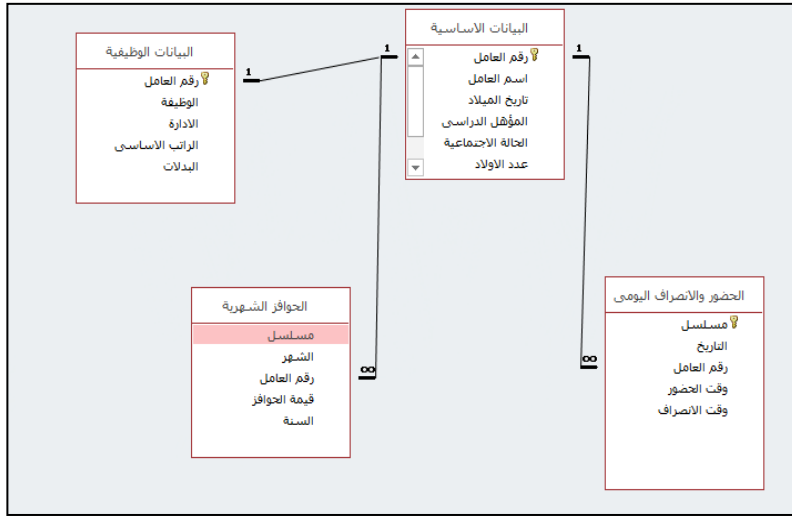 البيانات الاساسية
رقم العامل
اسم العامل
تاريخ الميلاد
المؤهل الدراسى
الحالة الاجتماعية
عدد الاولاد
البيانات الوظيفية
رقم العامل
الوظيفة
الادارة
الراتب الاساسى
البدلات
1
1
1
الحضور والانصراف اليومى
مسلسل
التاريخ
رقم العامل
وقت الحضور
وقت الانصراف
∞
الحوافز الشهرية
مسلسل
الشهر
رقم العامل
قيمة الحوافز
السنة
∞